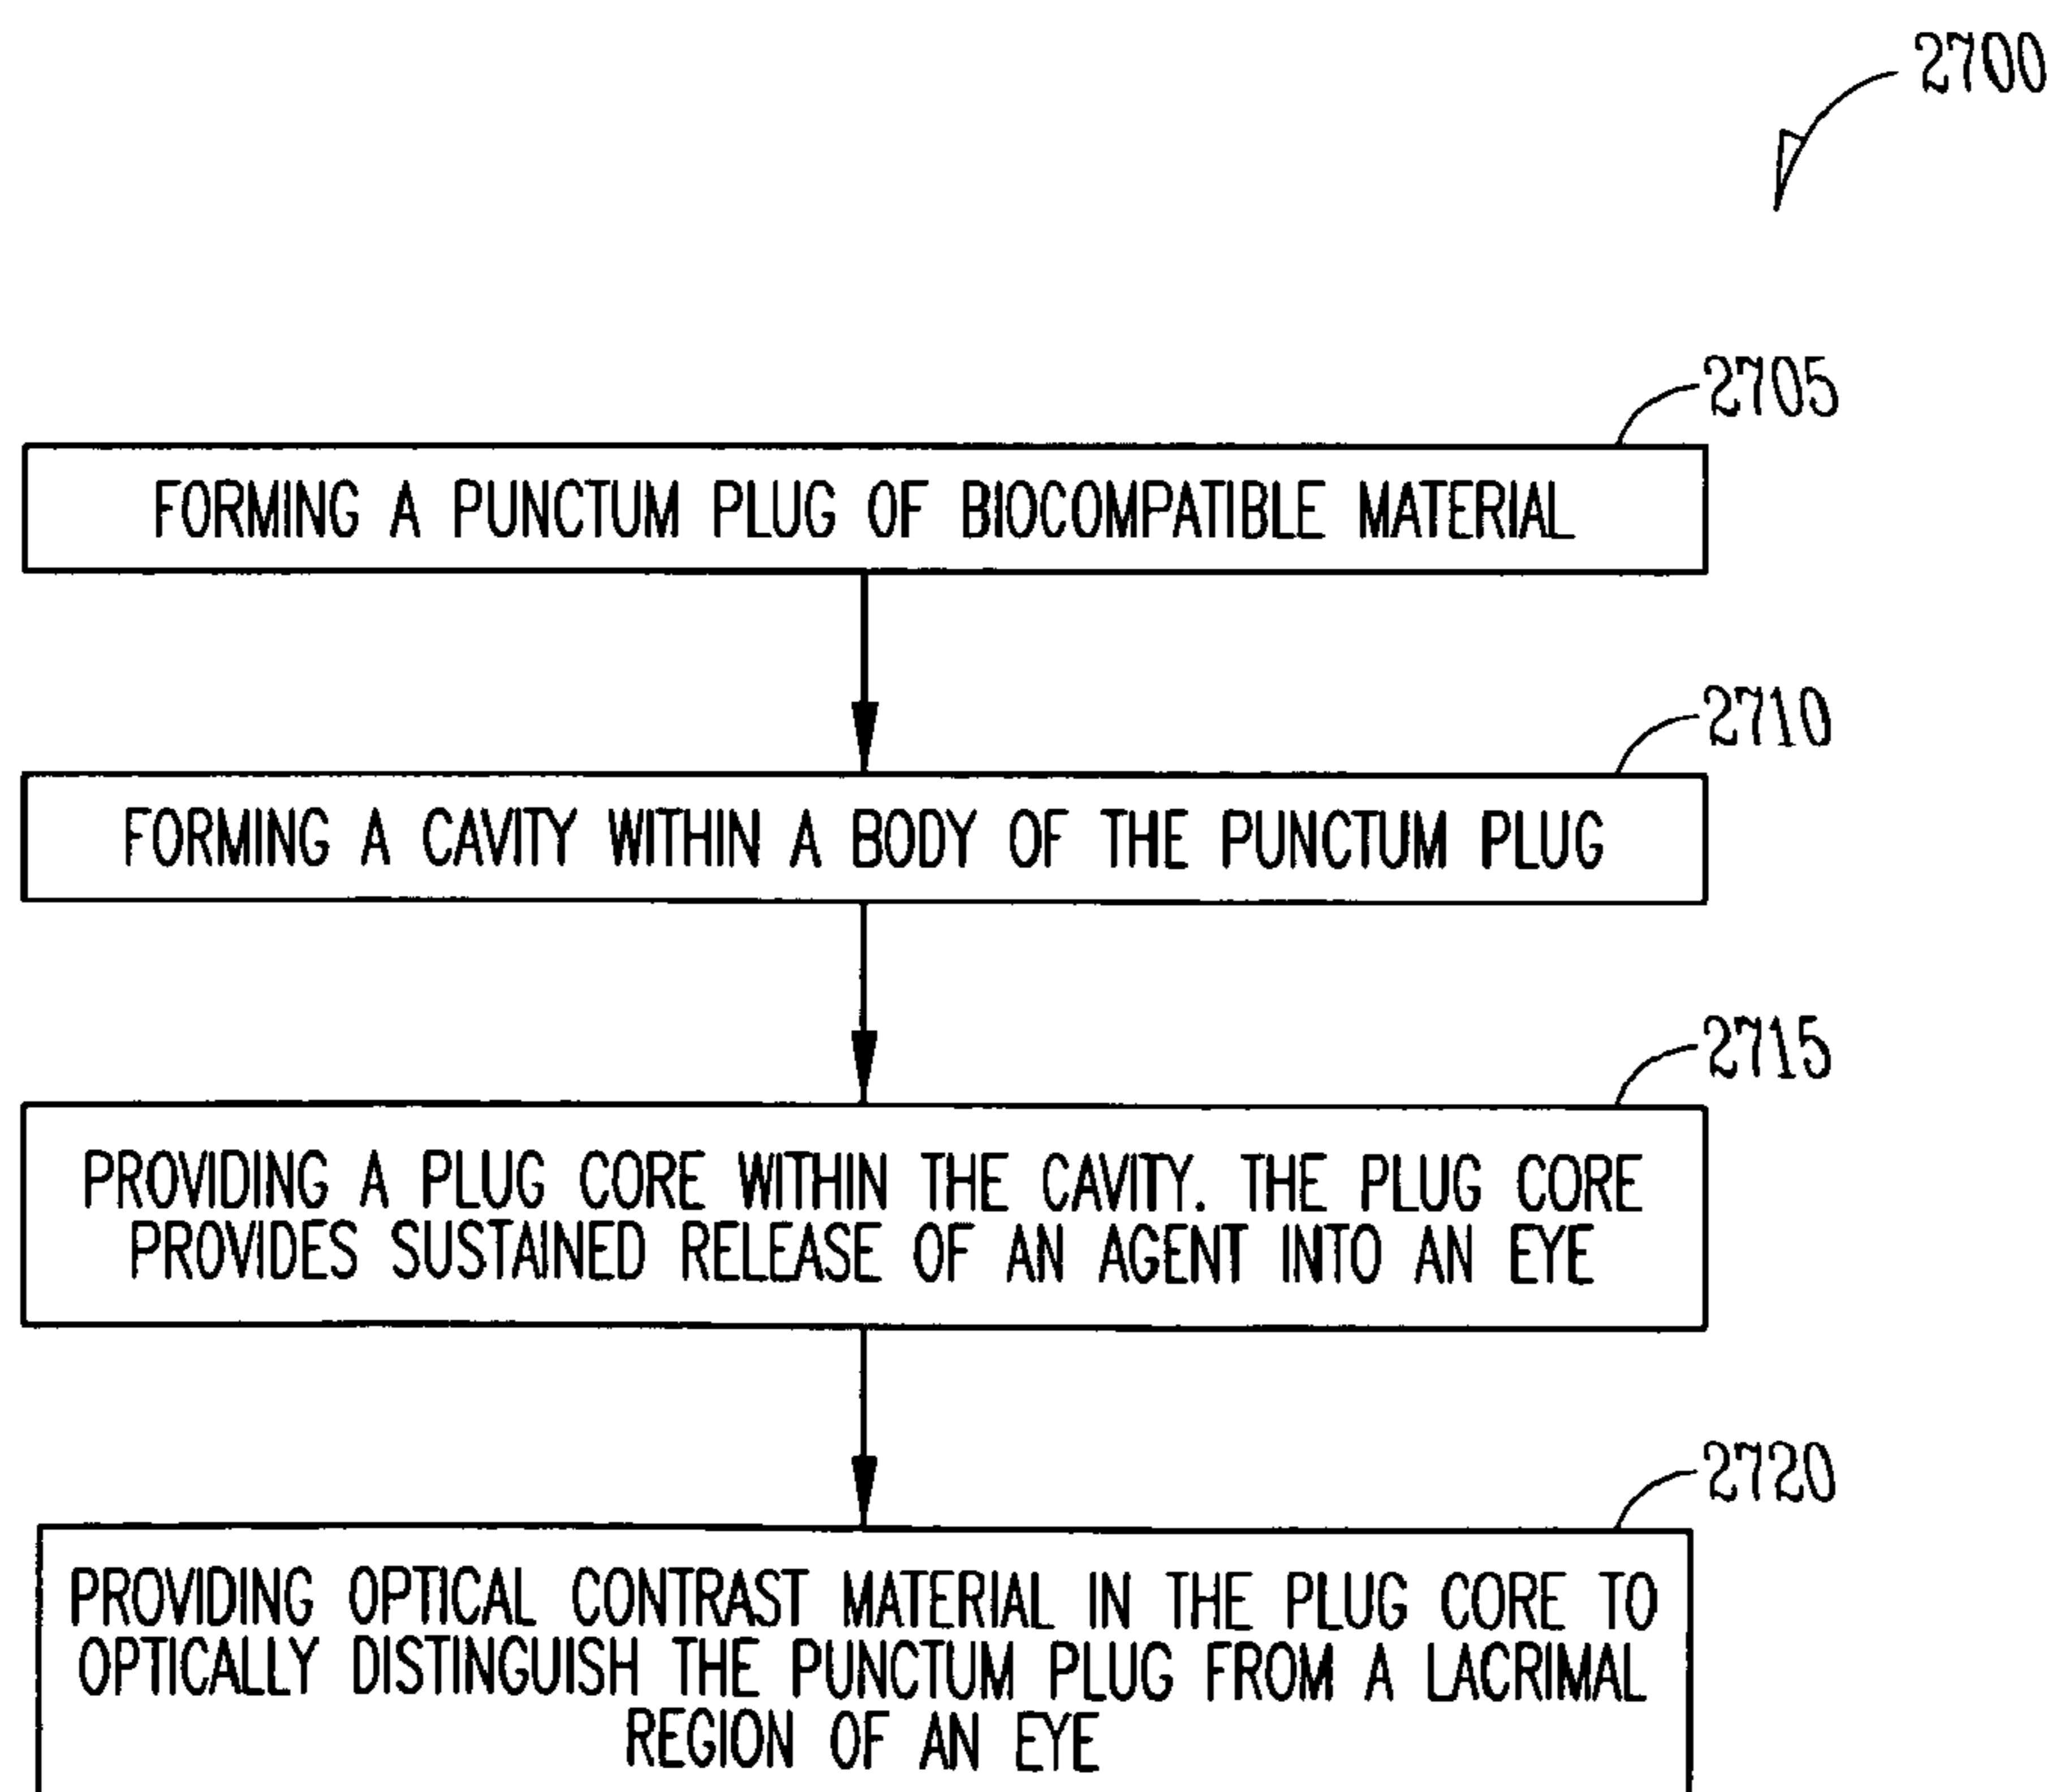 2700
2705
FORMING A PUNCTUM PLUG OF BIOCOMPATIBLE MATERIAL
2710
FORMING A CAVITY WITHIN A BODY OF THE PUNCTUM PLUG
2715
PROVIDING A PLUG CORE WITHIN THE CAVITY. THE PLUG CORE
PROVIDES SUSTAINED RELEASE OF AN AGENT INTO AN EYE
2720
PROVIDING OPTICAL CONTRAST MATERIAL IN THE PLUG CORE TO
OPTICALLY DISTINGUISH THE PUNCTUM PLUG FROM A LACRIMAL
REGION OF AN EYE